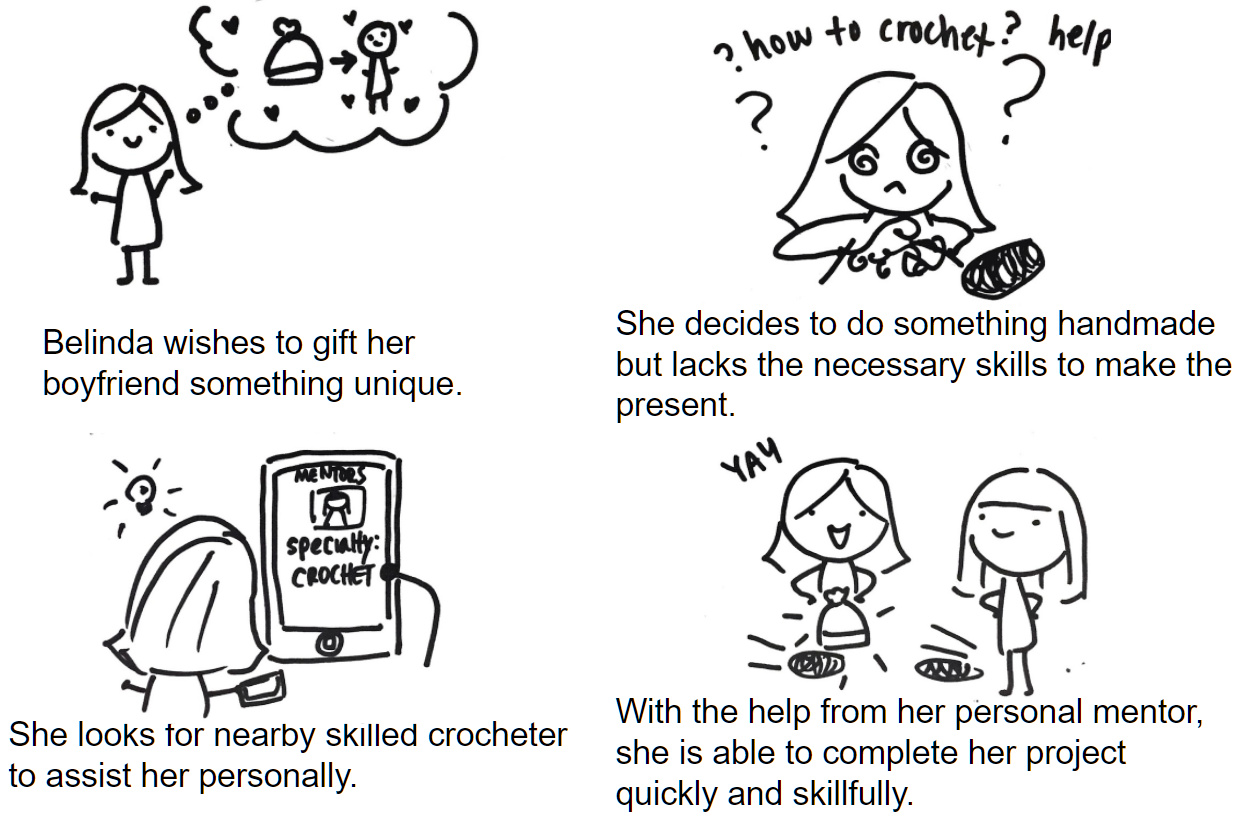 ? how to crochet? help
?
?
Belinda wishes to gift her
boyfriend something unique.
She decides to do something handmade
but lacks the necessary skills to make the
present.
MENTORS
specialty:
CROCHET
She looks for nearby skilled crocheter
to assist her personally.
YAY
With the help from her personal mentor,
she is able to complete her project
quickly and skillfully.